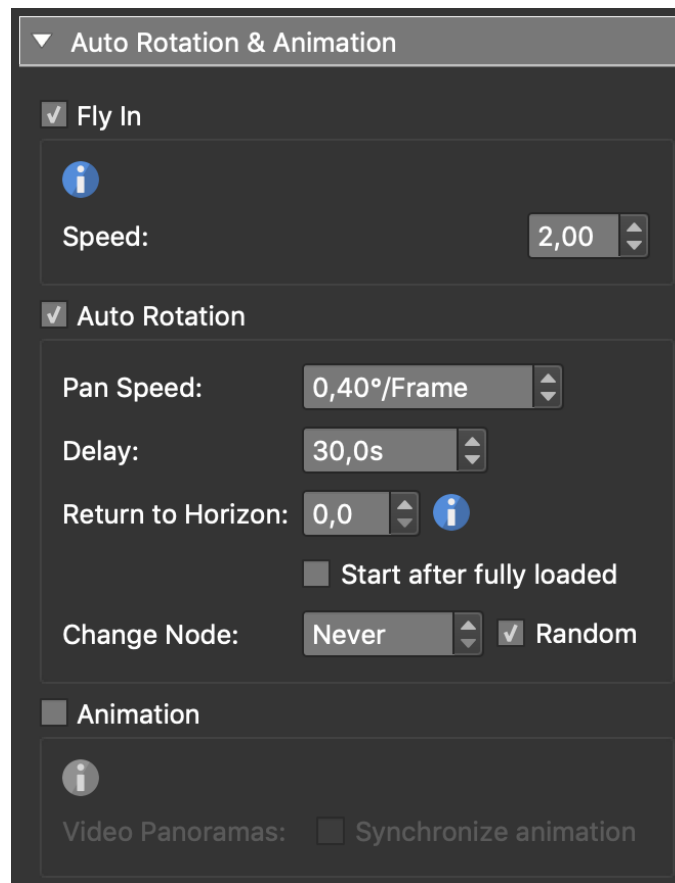 Auto Rotation & Animation
Fly In
Speed: 2,00
Auto Rotation
Pan Speed: 0,40°/Frame
Delay: 30,0s
Return to Horizon: 0,0
Start after fully loaded
Change Node: Never Random
Animation
Video Panoramas: Synchronize animation